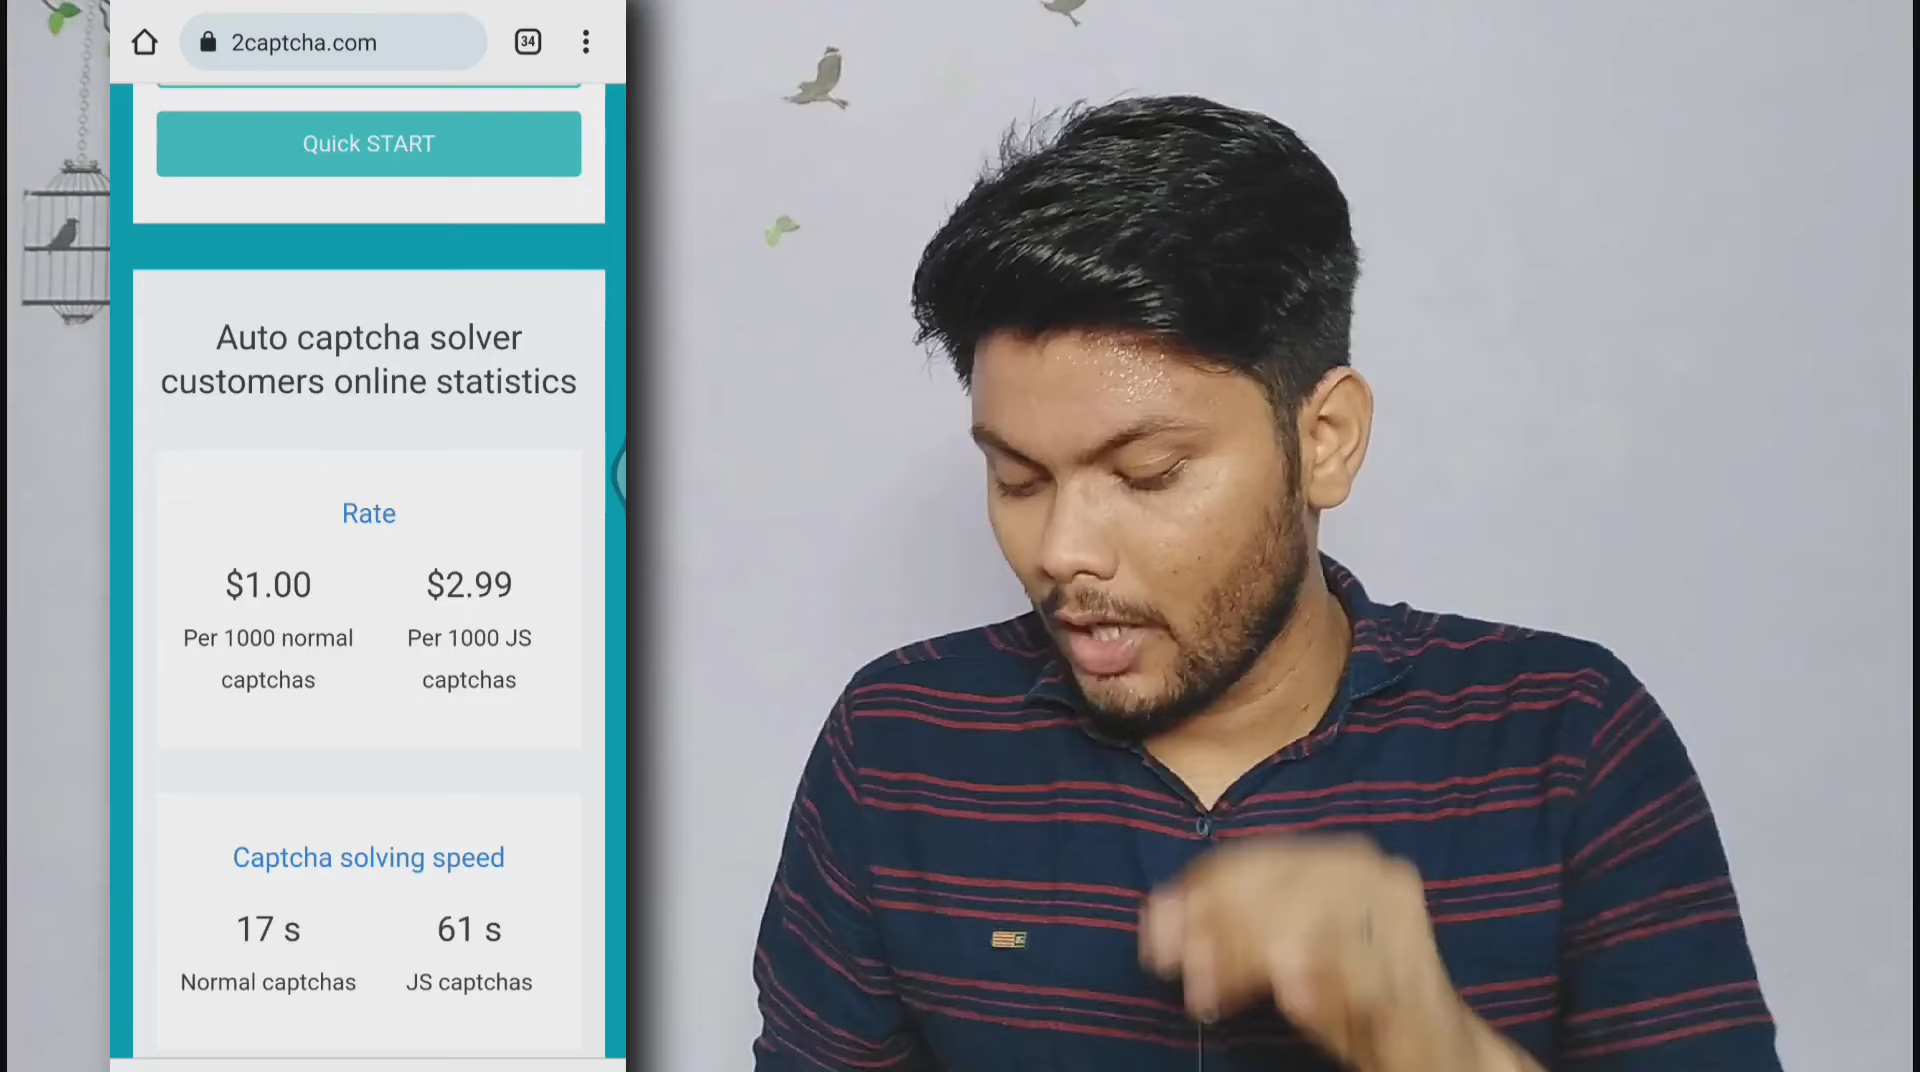 2captcha.com
34
Quick START
Auto captcha solver
customers online statistics
Rate
$1.00 $2.99
Per 1000 normal Per 1000 JS
captchas captchas
Captcha solving speed
17 s 61 s
Normal captchas JS captchas